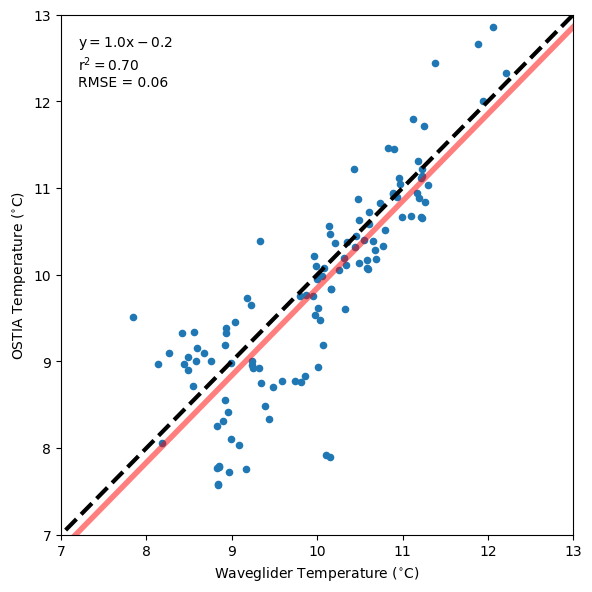 y = 1.0x − 0.2
r² = 0.70
RMSE = 0.06
13
12
11
10
9
8
7
OSTIA Temperature (°C)
7 8 9 10 11 12 13
Waveglider Temperature (°C)